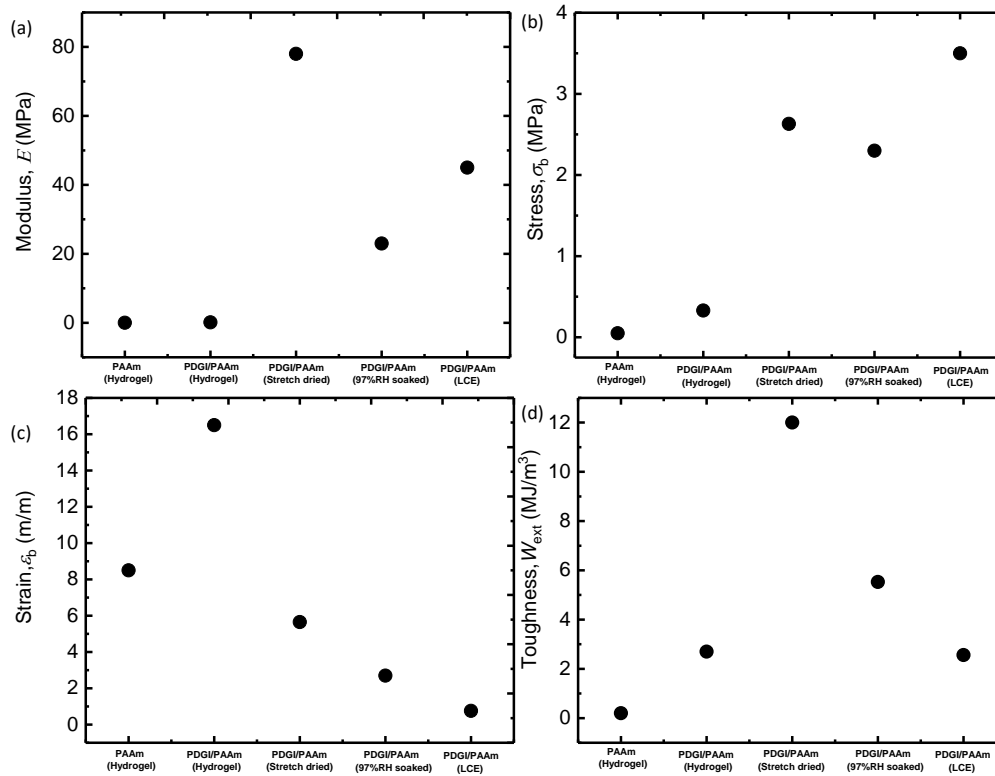 (a)
Modulus, E (MPa)
80
60
40
20
0
PAAm
(Hydrogel)
PDGI/PAAm
(Hydrogel)
PDGI/PAAm
(Stretch dried)
PDGI/PAAm
(97%RH soaked)
PDGI/PAAm
(LCE)
(b)
Stress, σb (MPa)
4
3
2
1
0
PAAm
(Hydrogel)
PDGI/PAAm
(Hydrogel)
PDGI/PAAm
(Stretch dried)
PDGI/PAAm
(97%RH soaked)
PDGI/PAAm
(LCE)
(c)
Strain, εb (m/m)
18
16
14
12
10
8
6
4
2
0
PAAm
(Hydrogel)
PDGI/PAAm
(Hydrogel)
PDGI/PAAm
(Stretch dried)
PDGI/PAAm
(97%RH soaked)
PDGI/PAAm
(LCE)
(d)
Toughness, Wext (MJ/m³)
12
10
8
6
4
2
0
PAAm
(Hydrogel)
PDGI/PAAm
(Hydrogel)
PDGI/PAAm
(Stretch dried)
PDGI/PAAm
(97%RH soaked)
PDGI/PAAm
(LCE)